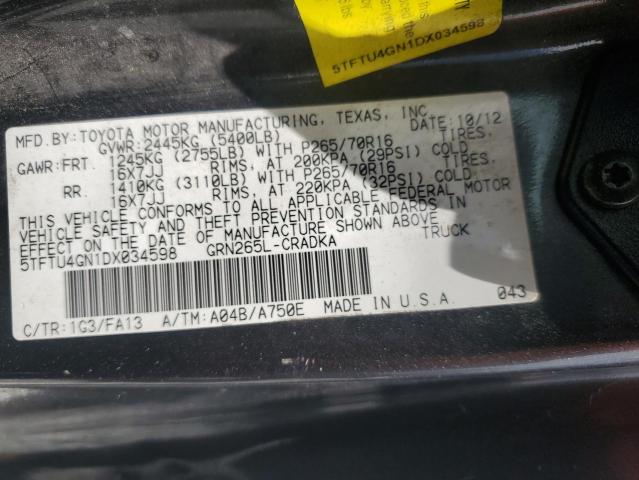 ITY
5TFTU4GN1DX034598
MFD.BY: TOYOTA MOTOR MANUFACTURING, TEXAS, INC. DATE: 10/12
GVWR: 2445KG (5400LB)
GAWR: FRT. 1245KG (2755LB) WITH P265/70R16 TIRES,
16X7JJ RIMS, AT 200KPA (29PSI) COLD
RR. 1410KG (3110LB) WITH P265/70R16 TIRES,
16X7JJ RIMS, AT 220KPA (32PSI) COLD
THIS VEHICLE CONFORMS TO ALL APPLICABLE FEDERAL MOTOR
VEHICLE SAFETY AND THEFT PREVENTION STANDARDS IN
EFFECT ON THE DATE OF MANUFACTURE SHOWN ABOVE
5TFTU4GN1DX034598 GRN265L-CRADKA TRUCK
C/TR: 1G3/FA13 A/TM: A04B/A750E MADE IN U.S.A. 043